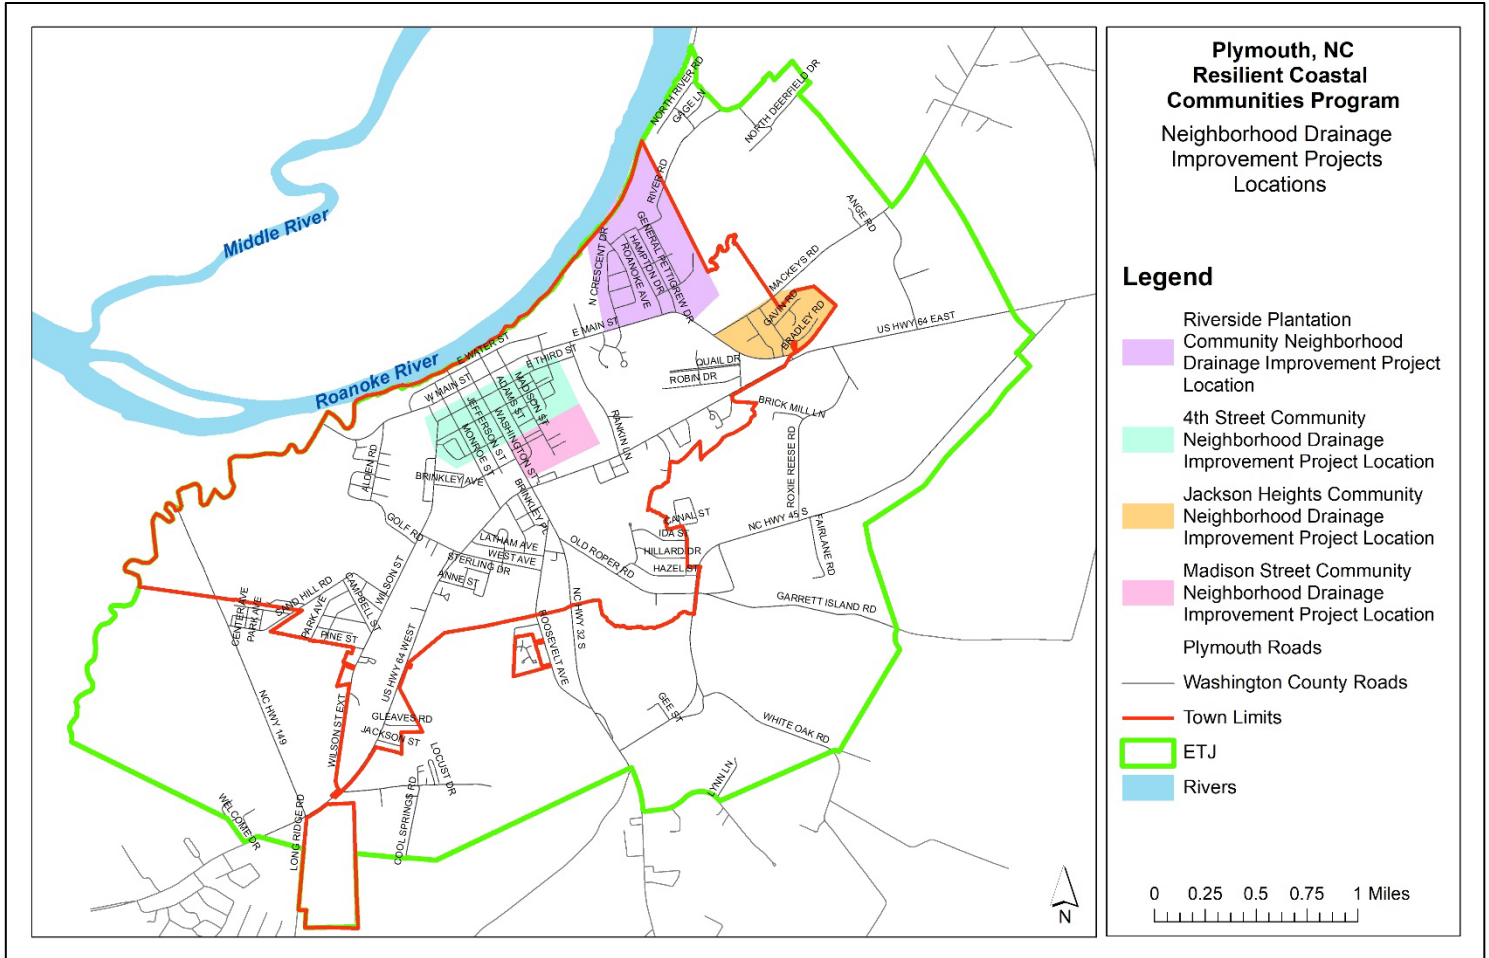 Plymouth, NC
Resilient Coastal
Communities Program
Neighborhood Drainage
Improvement Projects
Locations
Legend
Riverside Plantation
Community Neighborhood
Drainage Improvement Project
Location
4th Street Community
Neighborhood Drainage
Improvement Project Location
Jackson Heights Community
Neighborhood Drainage
Improvement Project Location
Madison Street Community
Neighborhood Drainage
Improvement Project Location
Plymouth Roads
Washington County Roads
Town Limits
ETJ
Rivers
0 0.25 0.5 0.75 1 Miles
N
Middle River
Roanoke River
NORTH RIVER RD
GAGE LN
NORTH DEERFIELD DR
RIVER RD
ANGE RD
GENERAL PETTIGREW DR
HAMPTON DR
ROANOKE AVE
N CRESCENT DR
MACKEYS RD
GAVIN RD
BRADLEY RD
US HWY 64 EAST
E MAIN ST
E WATER ST
E THIRD ST
W MAIN ST
QUAIL DR
ROBIN DR
MADISON ST
ADAMS ST
WASHINGTON ST
JEFFERSON ST
MONROE ST
BRICK MILL LN
RANKIN LN
ROXIE REESE RD
ALDEN RD
BRINKLEY AVE
BRINKLEY PL
GOLF RD
CANAL ST
NC HWY 45 S
IDA ST
HILLARD DR
HAZEL ST
FAIRLANE RD
OLD ROPER RD
LATHAM AVE
WEST AVE
STERLING DR
ANNE ST
WILSON ST
SAND HILL RD
CAMPBELL ST
CENTER AVE
PARK AVE
PARK AVE
PINE ST
GARRETT ISLAND RD
NC HWY 32 S
ROOSEVELT AVE
US HWY 64 WEST
NC HWY 149
WILSON ST EXT
GLEAVES RD
JACKSON ST
LOCUST DR
GEE ST
WHITE OAK RD
LYNN LN
COOL SPRINGS RD
WELCOME DR
LONG RIDGE RD